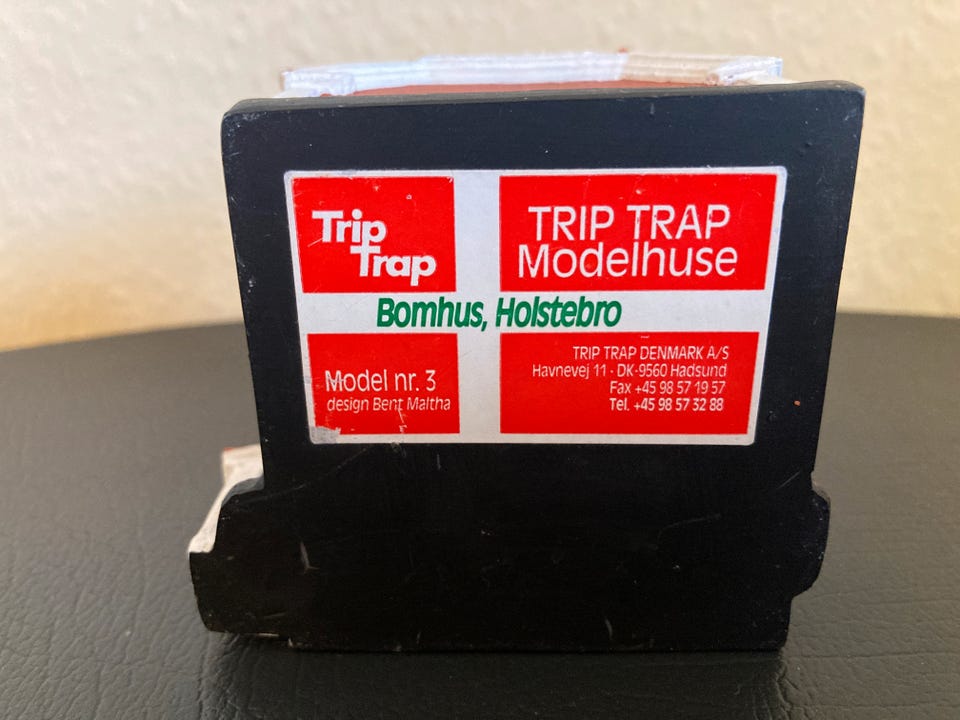 Trip
Trap
TRIP TRAP
Modelhuse
Bomhus, Holstebro
Model nr. 3
design Bent Maltha
TRIP TRAP DENMARK A/S
Havnevej 11 · DK-9560 Hadsund
Fax +45 98 57 19 57
Tel. +45 98 57 32 88